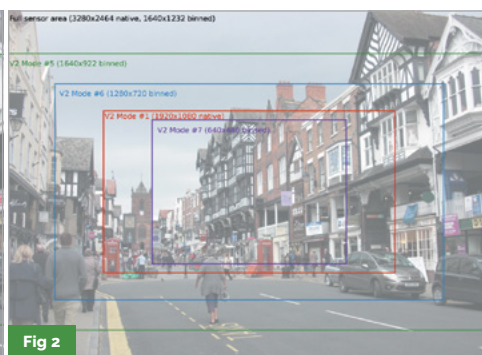 Full sensor area (3280x2464 native, 1640x1232 binned)
V2 Mode #5 (1640x922 binned)
V2 Mode #6 (1280x720 binned)
V2 Mode #1 (1920x1080 native)
V2 Mode #7 (640x480 binned)
Fig 2